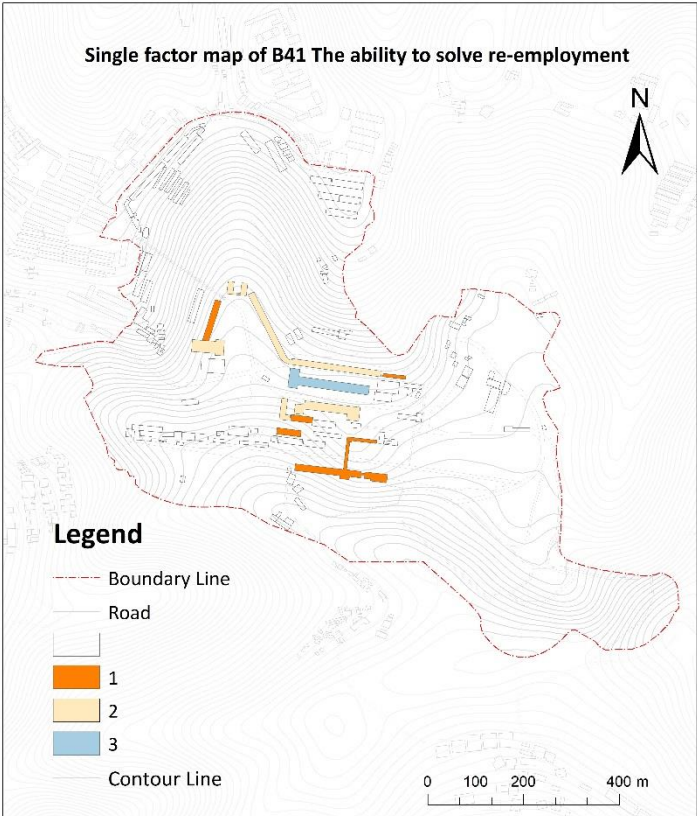 Single factor map of B41 The ability to solve re-employment
N
Legend
Boundary Line
Road
1
2
3
Contour Line
0 100 200 400 m